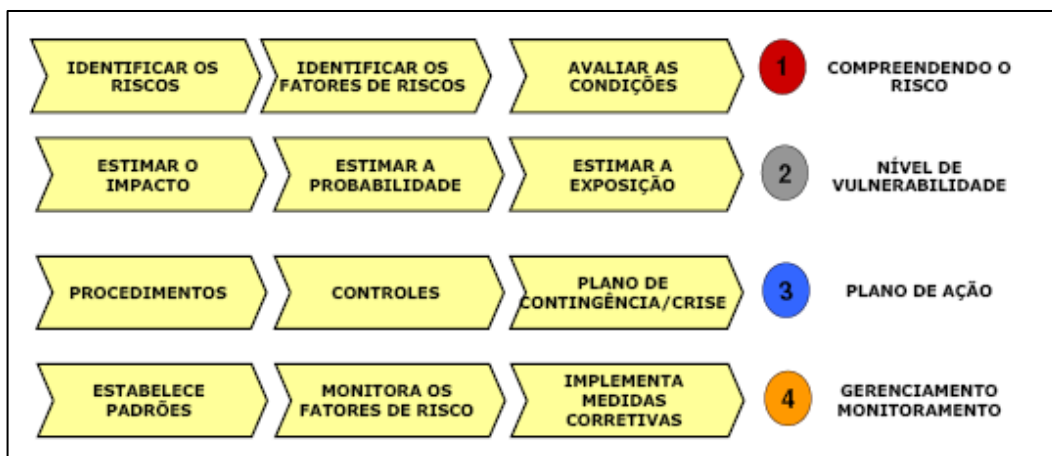 IDENTIFICAR OS
RISCOS
IDENTIFICAR OS
FATORES DE RISCOS
AVALIAR AS
CONDIÇÕES
1
COMPREENDENDO O
RISCO
ESTIMAR O
IMPACTO
ESTIMAR A
PROBABILIDADE
ESTIMAR A
EXPOSIÇÃO
2
NÍVEL DE
VULNERABILIDADE
PROCEDIMENTOS
CONTROLES
PLANO DE
CONTINGÊNCIA/CRISE
3
PLANO DE AÇÃO
ESTABELECE
PADRÕES
MONITORA OS
FATORES DE RISCO
IMPLEMENTA
MEDIDAS
CORRETIVAS
4
GERENCIAMENTO
MONITORAMENTO